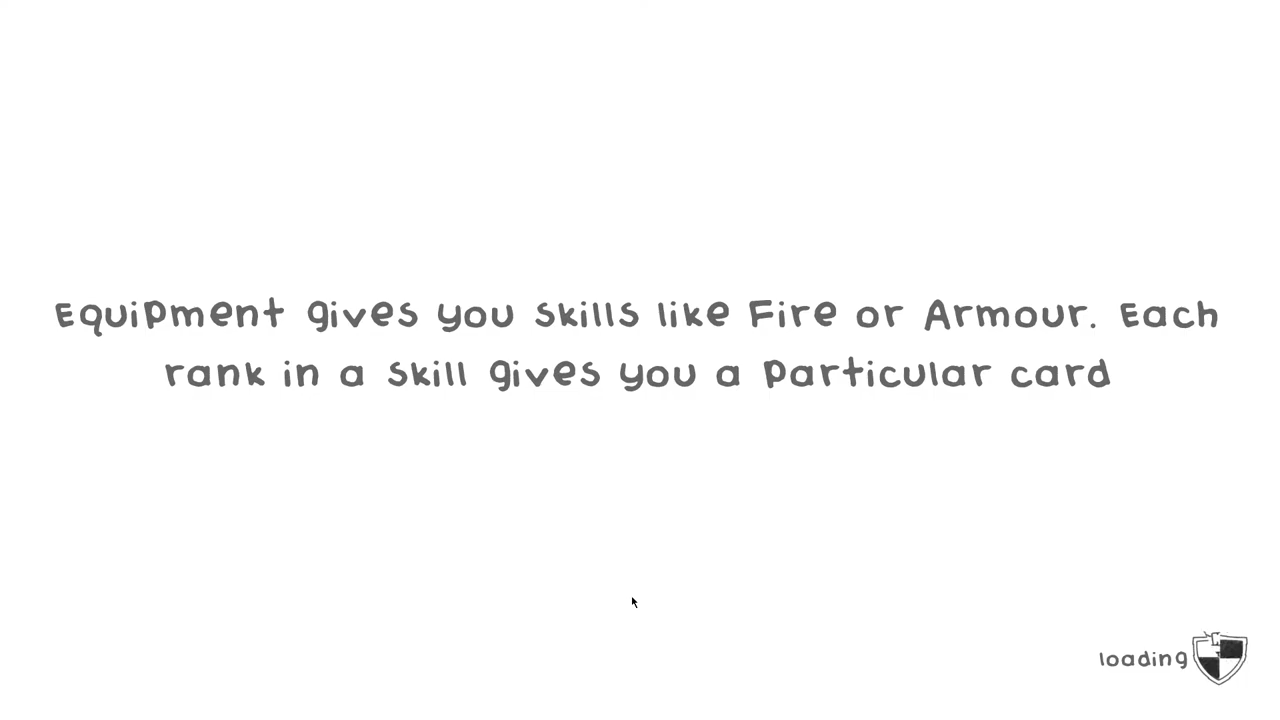 Equipment gives you skills like Fire or Armour. Each
rank in a skill gives you a particular card
loading